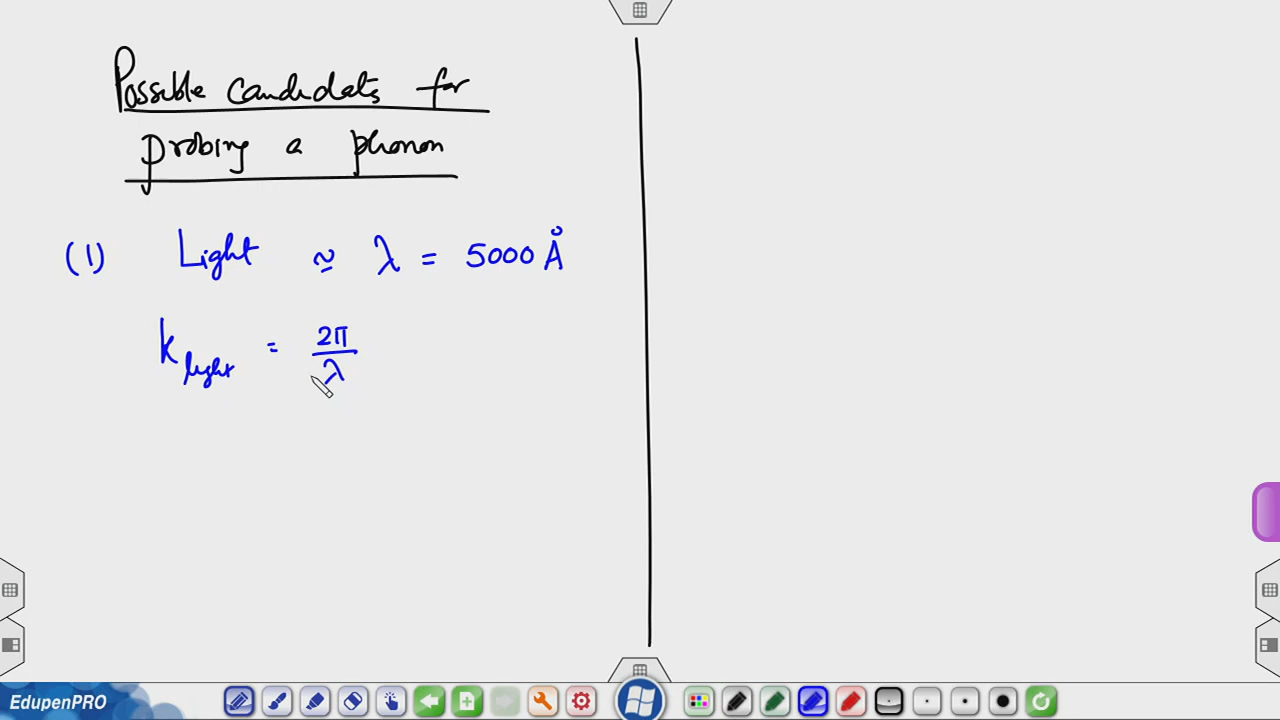 Possible candidates for
probing a phonon
(1) Light ≃ λ = 5000 Å
k_light = 2π/λ
EdupenPRO